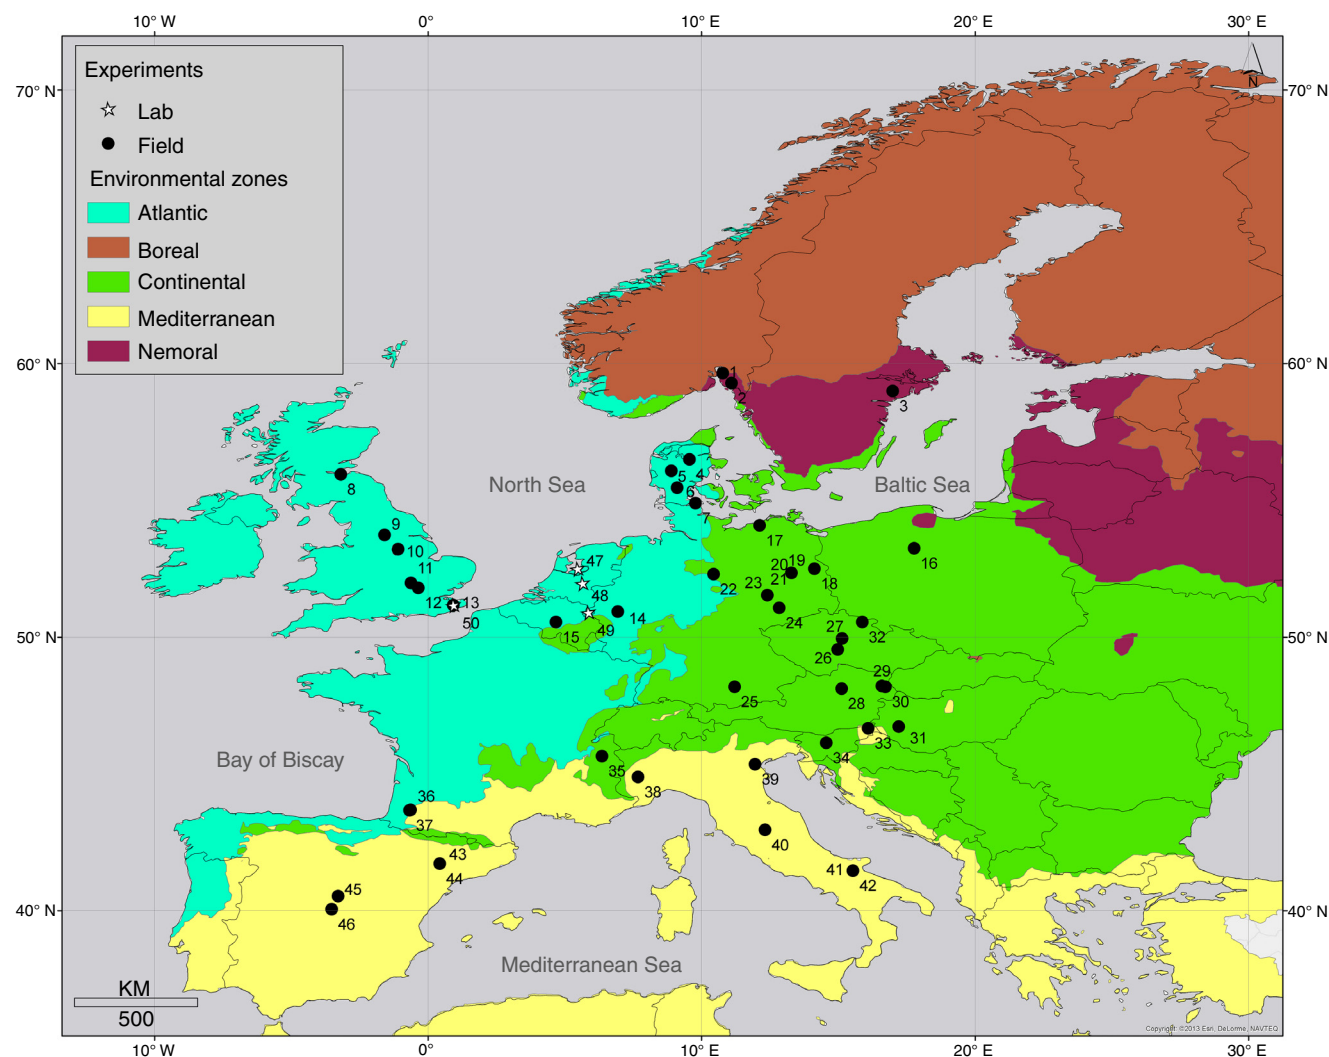 10° W
0°
10° E
20° E
30° E
Experiments
Lab
Field
Environmental zones
Atlantic
Boreal
Continental
Mediterranean
Nemoral
N
70° N
70° N
60° N
60° N
50° N
50° N
40° N
40° N
North Sea
Baltic Sea
Bay of Biscay
Mediterranean Sea
1
2
3
4
5
6
7
8
9
10
11
12
13
50
14
15
47
48
49
16
17
18
19
20
21
22
23
24
25
26
27
28
29
30
31
32
33
34
35
36
37
38
39
40
41
42
43
44
45
46
KM
500
Copyright: ©2013 Esri, DeLorme, NAVTEQ
10° W
0°
10° E
20° E
30° E